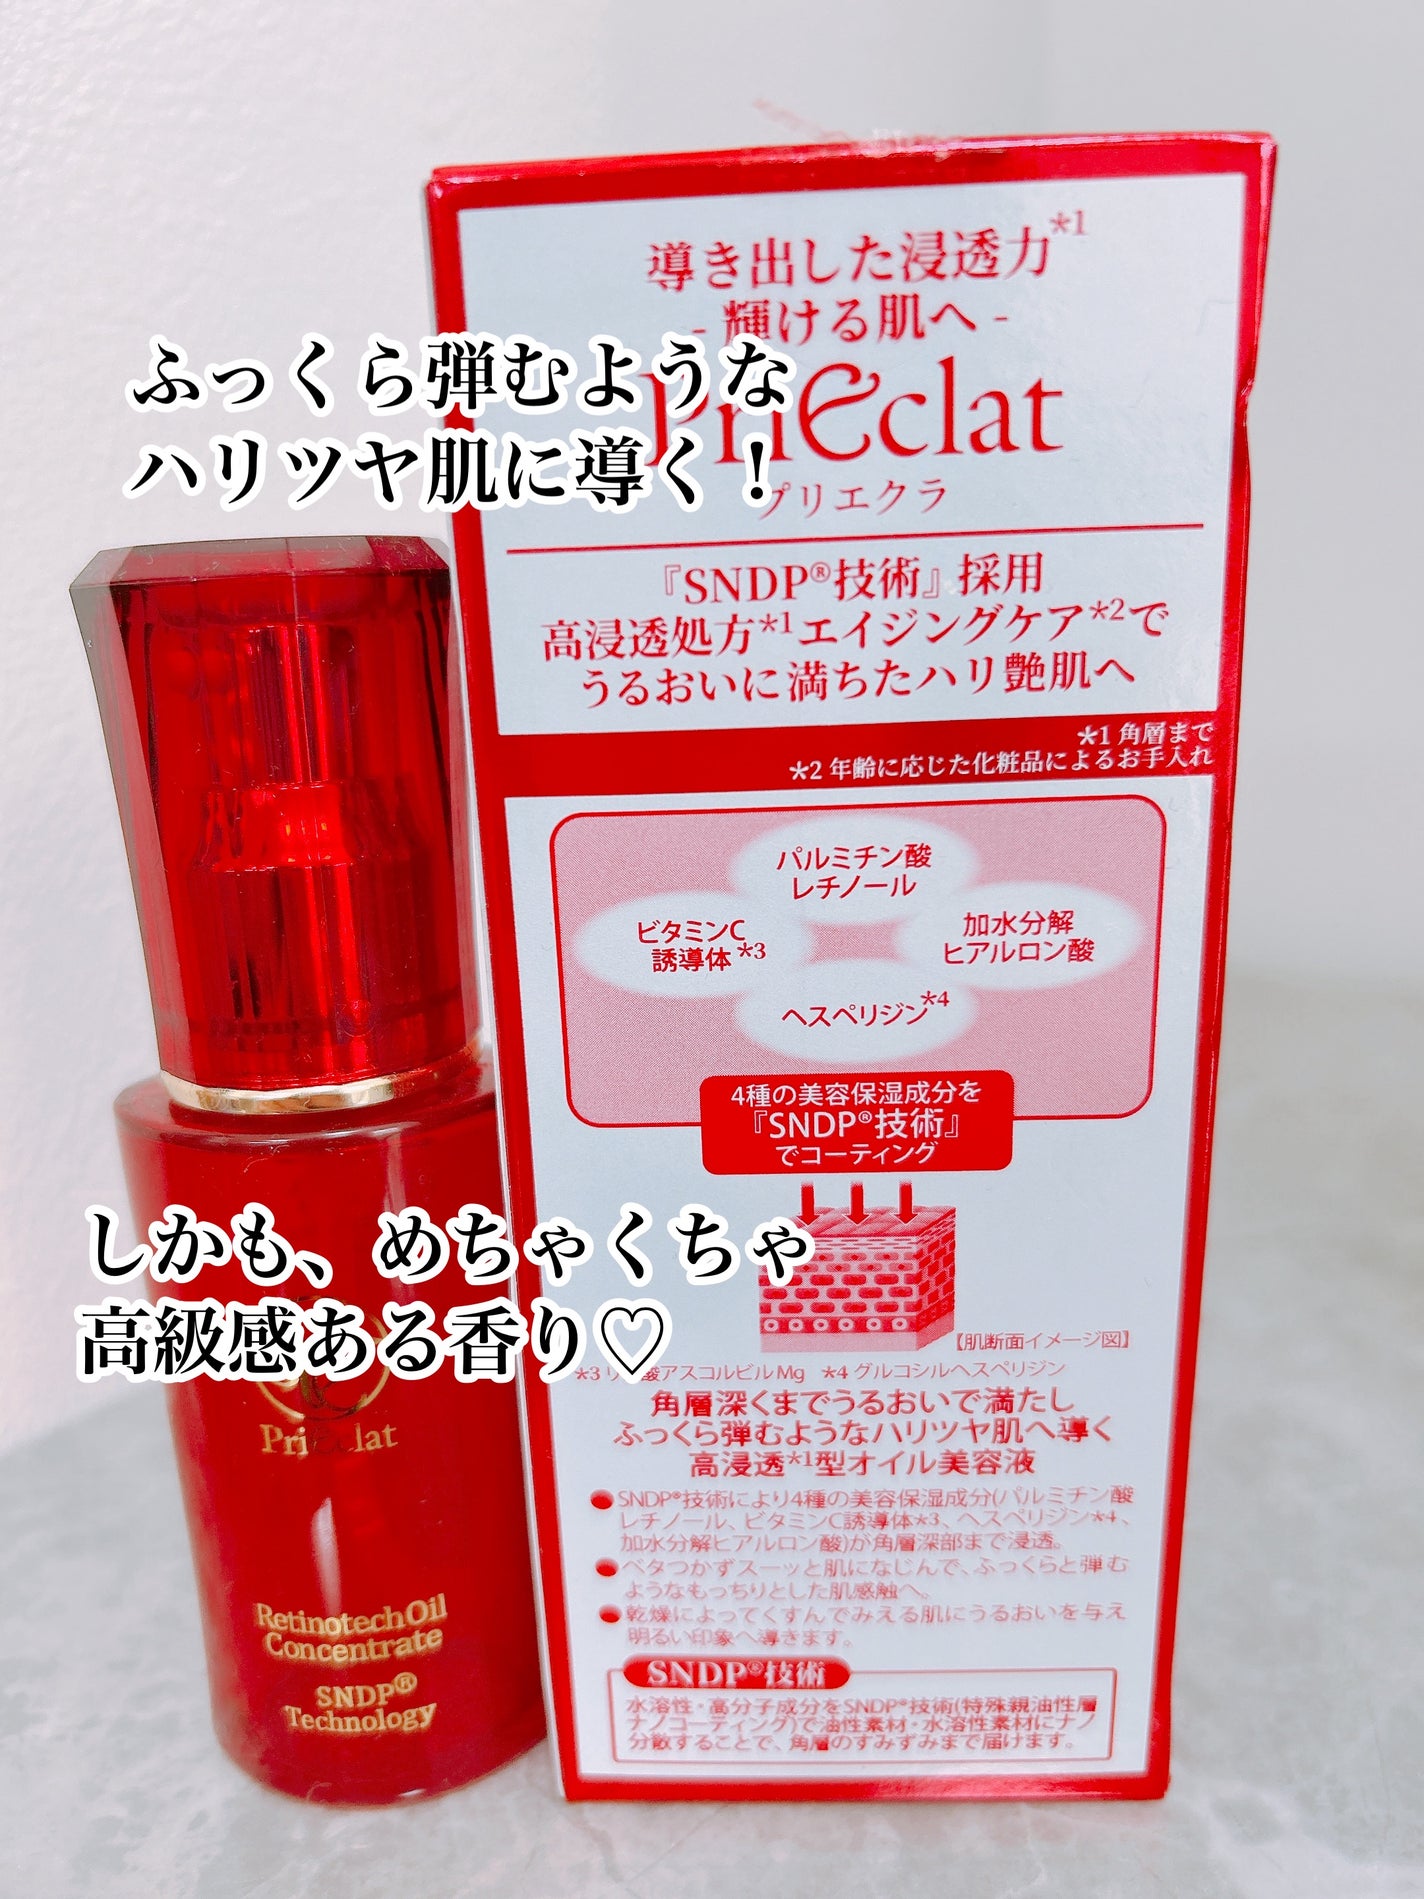 導き出した浸透力*1
- 輝ける肌へ -
ふっくら弾むような
ハリツヤ肌に導く！
PriEclat
プリエクラ
『SNDP®技術』採用
高浸透処方*1エイジングケア*2で
うるおいに満ちたハリ艶肌へ
*1 角層まで
*2 年齢に応じた化粧品によるお手入れ
パルミチン酸
レチノール
ビタミンC
誘導体*3
加水分解
ヒアルロン酸
ヘスペリジン*4
4種の美容保湿成分を
『SNDP®技術』
でコーティング
しかも、めちゃくちゃ
高級感ある香り♡
【肌断面イメージ図】
*3 リ 酸アスコルビルMg *4 グルコシルヘスペリジン
角層深くまでうるおいで満たし
ふっくら弾むようなハリツヤ肌へ導く
高浸透*1型オイル美容液
●SNDP®技術により4種の美容保湿成分(パルミチン酸
レチノール、ビタミンC誘導体*3、ヘスペリジン*4、
加水分解ヒアルロン酸)が角層深部まで浸透。
●ベタつかずスーッと肌になじんで、ふっくらと弾む
ようなもっちりとした肌感触へ。
●乾燥によってくすんでみえる肌にうるおいを与え
明るい印象へ導きます。
SNDP®技術
水溶性・高分子成分をSNDP®技術(特殊親油性層
ナノコーティング)で油性素材・水溶性素材にナノ
分散することで、角層のすみずみまで届けます。
PriEclat
Retinotech Oil
Concentrate
SNDP®
Technology